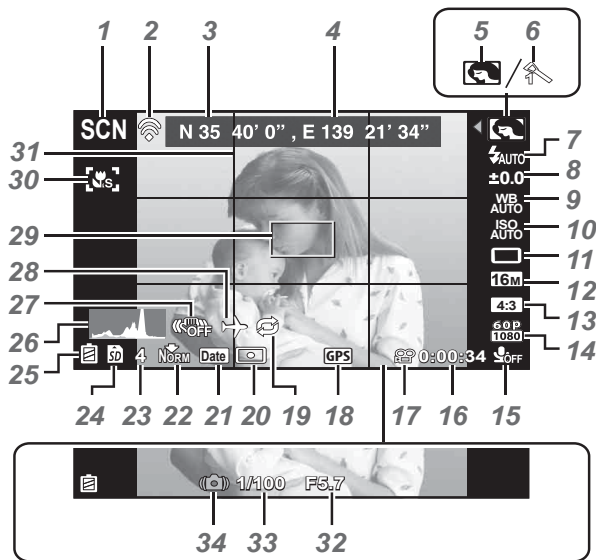 1 2 3 4 5 6
/
SCN N 35 40' 0" , E 139 21' 34"
31
30 S
7 AUTO
8 ±0.0
9 WB AUTO
10 ISO AUTO
29
11
28
12 16M
27 OFF
13 4:3
26
14 60P 1080
25 SD 4 NORM Date GPS 0:00:34 OFF
24 23 22 21 20 19 18 17 16 15
1/100 F5.7
34 33 32